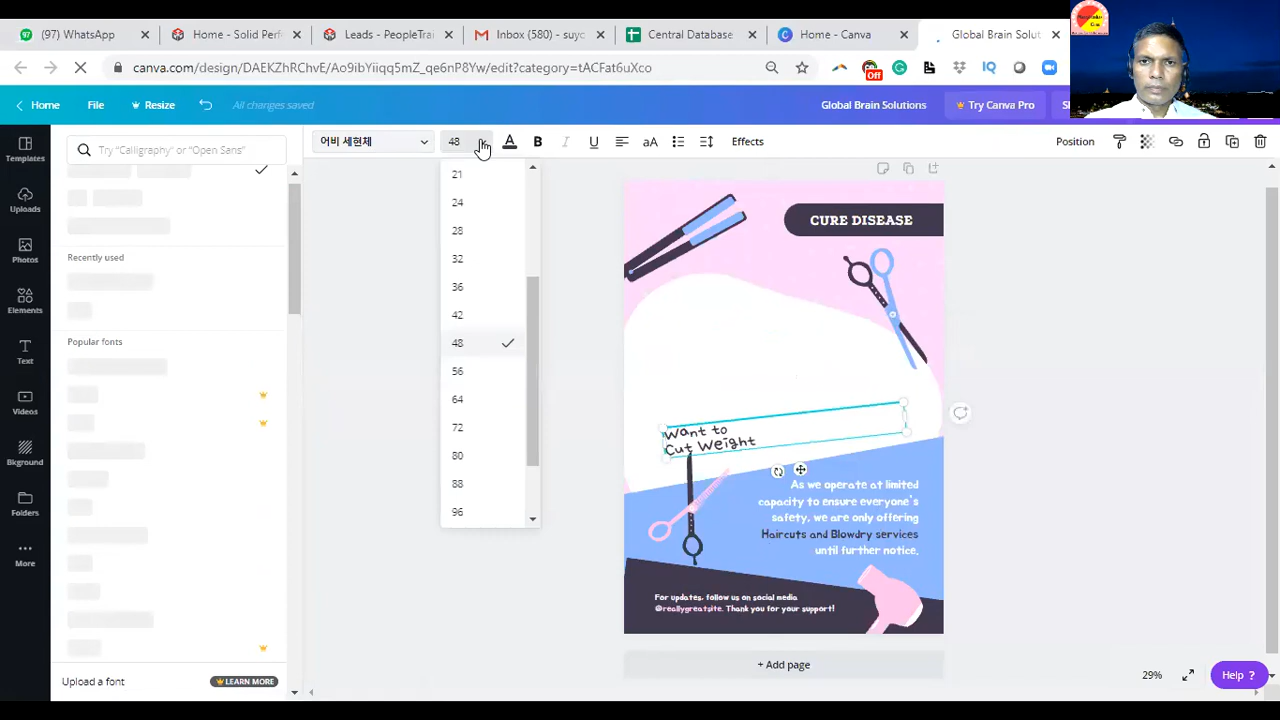 (97) WhatsApp
Home - Solid Perf
Leads - PeopleTra
Inbox (580) - suyc
Central Database
Home - Canva
Global Brain Solut
canva.com/design/DAEKZhRChvE/Ao9ibYiiqq5mZ_qe6nP8Yw/edit?category=tACFat6uXco
Off
Home
File
Resize
All changes saved
Global Brain Solutions
Try Canva Pro
Templates
Uploads
Photos
Elements
Text
Videos
Bkground
Folders
More
Try "Calligraphy" or "Open Sans"
Recently used
Popular fonts
Upload a font
LEARN MORE
어비 세현체
48
A
B
I
U
aA
Effects
Position
21
24
28
32
36
42
48
56
64
72
80
88
96
CURE DISEASE
Want to
Cut Weight
As we operate at limited
capacity to ensure everyone's
safety, we are only offering
Haircuts and Blowdry services
until further notice.
For updates, follow us on social media
@reallygreatsite. Thank you for your support!
+ Add page
29%
Help ?